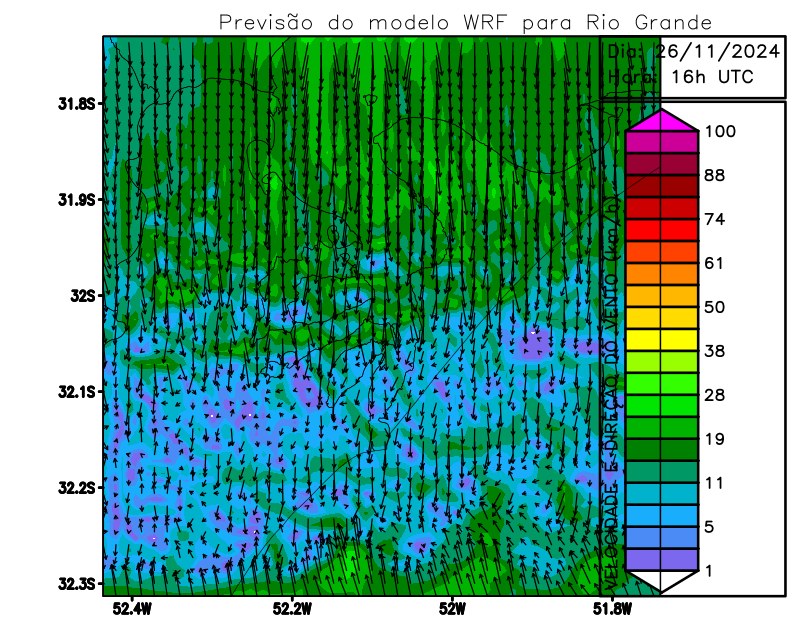 Previsão do modelo WRF para Rio Grande
Dia: 26/11/2024
Hora: 16h UTC
31.8S
31.9S
32S
32.1S
32.2S
32.3S
52.4W
52.2W
52W
51.8W
VELOCIDADE E DIREÇÃO DO VENTO (km/h)
100
88
74
61
50
38
28
19
11
5
1